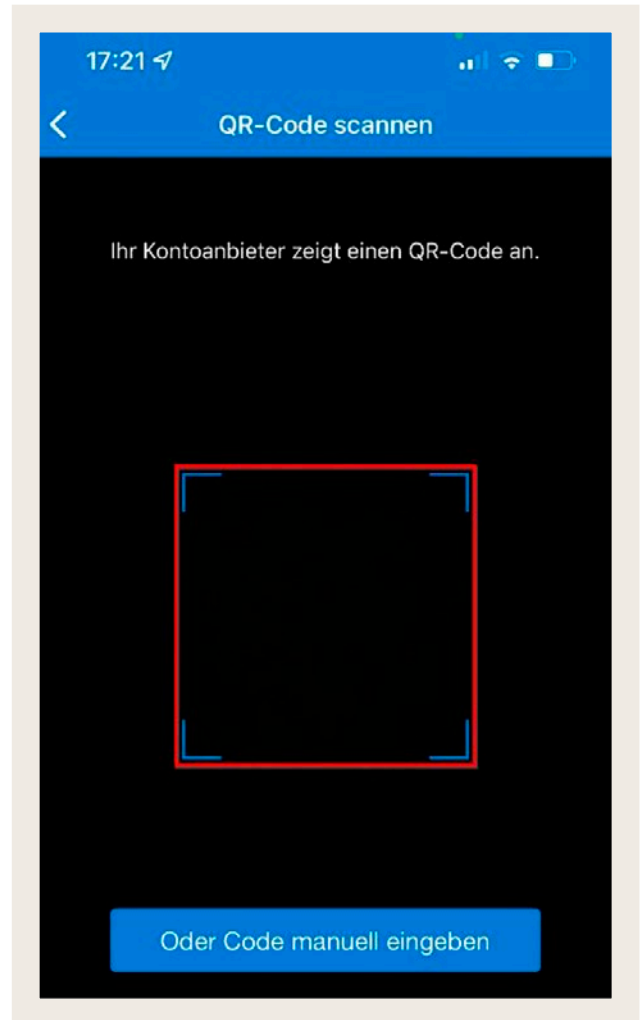 17:21
QR-Code scannen
Ihr Kontoanbieter zeigt einen QR-Code an.
Oder Code manuell eingeben